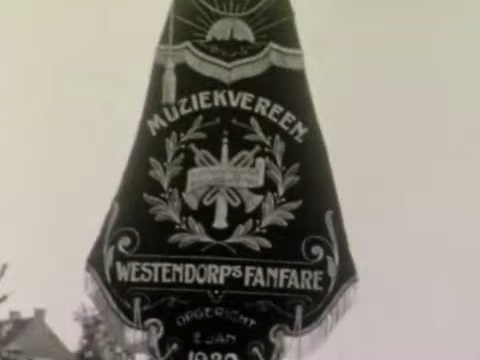 MUZIEKVEREEN.
WESTENDORP'S FANFARE
OPGERICHT
2 JAN